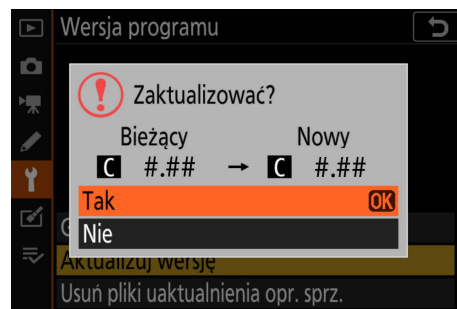 Wersja programu
Zaktualizować?
Bieżący Nowy
C #.## → C #.##
Tak OK
Nie
Aktualizuj wersję
Usuń pliki uaktualnienia opr. sprz.